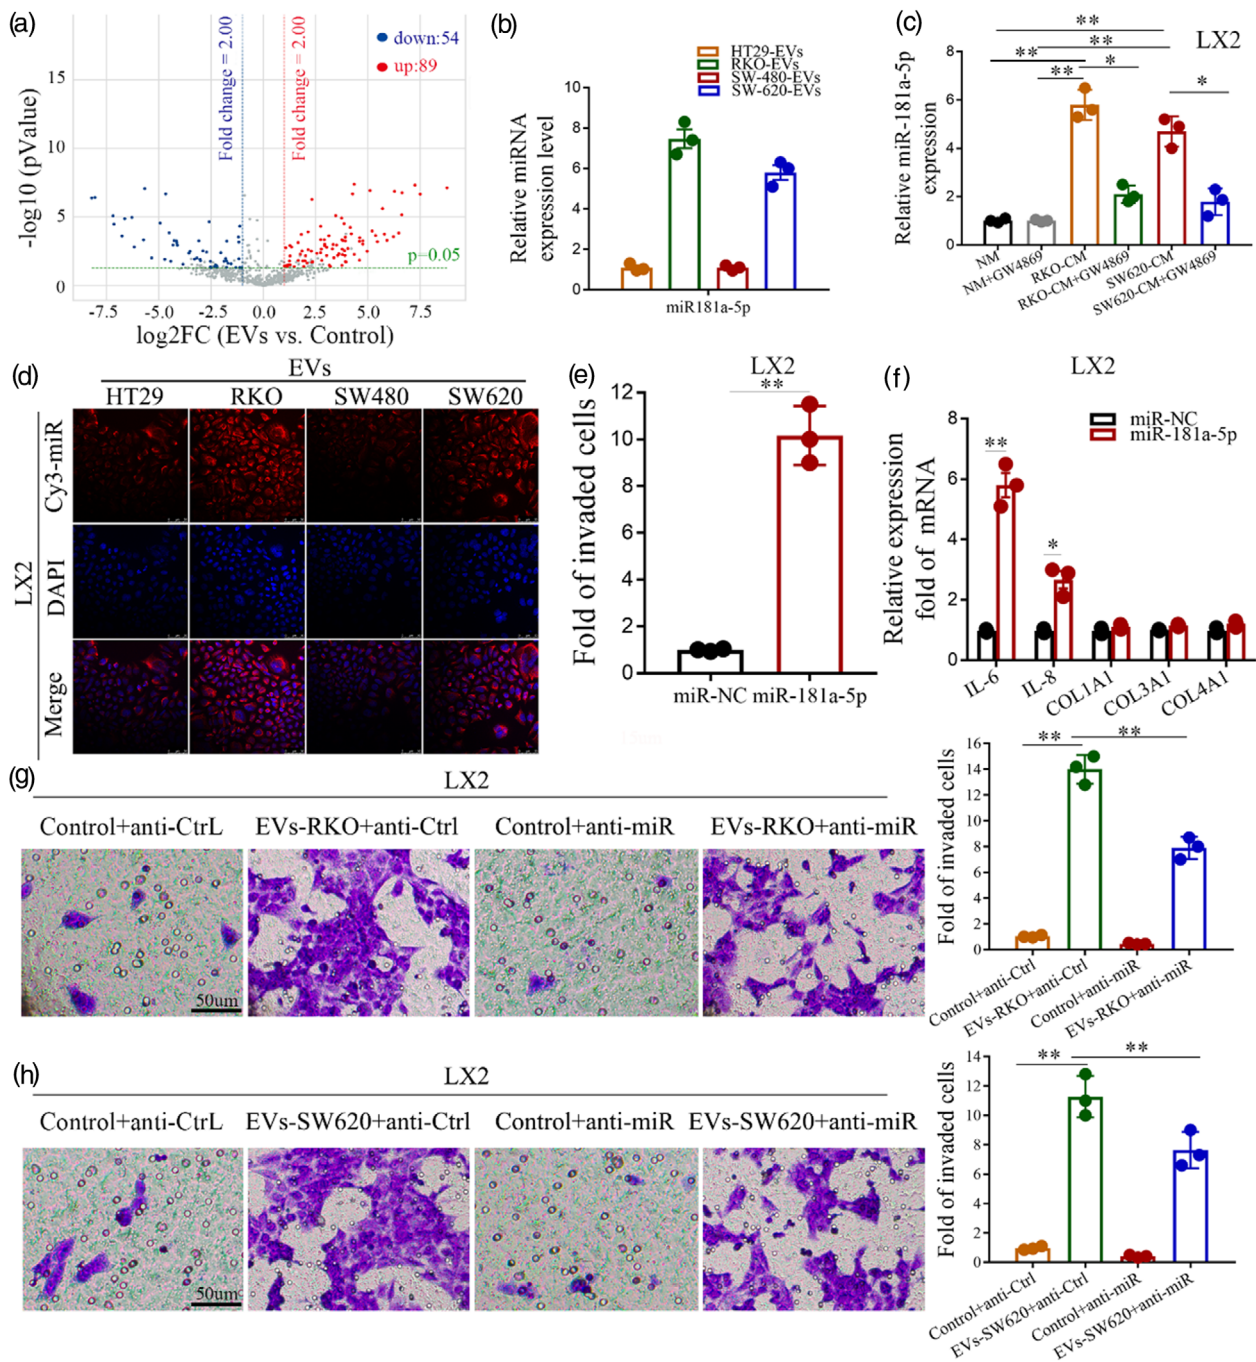 (a)
-log10 (pValue)
15
10
5
0
Fold change = 2.00
Fold change = 2.00
down:54
up:89
p=0.05
-7.5 -5.0 -2.5 0.0 2.5 5.0 7.5
log2FC (EVs vs. Control)
(b)
HT29-EVs
RKO-EVs
SW-480-EVs
SW-620-EVs
Relative miRNA
expression level
10
8
6
4
2
0
miR181a-5p
(c)
LX2
** ** ** ** * *
Relative miR-181a-5p
expression
8
6
4
2
0
NM
NM+GW4869
RKO-CM
RKO-CM+GW4869
SW620-CM
SW620-CM+GW4869
(d)
EVs
HT29 RKO SW480 SW620
LX2
Cy3-miR
DAPI
Merge
(e)
LX2
**
Fold of invaded cells
12
10
8
6
4
2
0
miR-NC miR-181a-5p
(f)
LX2
miR-NC
miR-181a-5p
** *
Relative expression
fold of mRNA
8
6
4
2
0
IL-6
IL-8
COL1A1
COL3A1
COL4A1
(g)
LX2
Control+anti-CtrL EVs-RKO+anti-Ctrl Control+anti-miR EVs-RKO+anti-miR
50um
** **
Fold of invaded cells
16
14
12
10
8
6
4
2
0
Control+anti-Ctrl
EVs-RKO+anti-Ctrl
Control+anti-miR
EVs-RKO+anti-miR
(h)
LX2
Control+anti-CtrL EVs-SW620+anti-Ctrl Control+anti-miR EVs-SW620+anti-miR
50um
** **
Fold of invaded cells
14
12
10
8
6
4
2
0
Control+anti-Ctrl
EVs-SW620+anti-Ctrl
Control+anti-miR
EVs-SW620+anti-miR